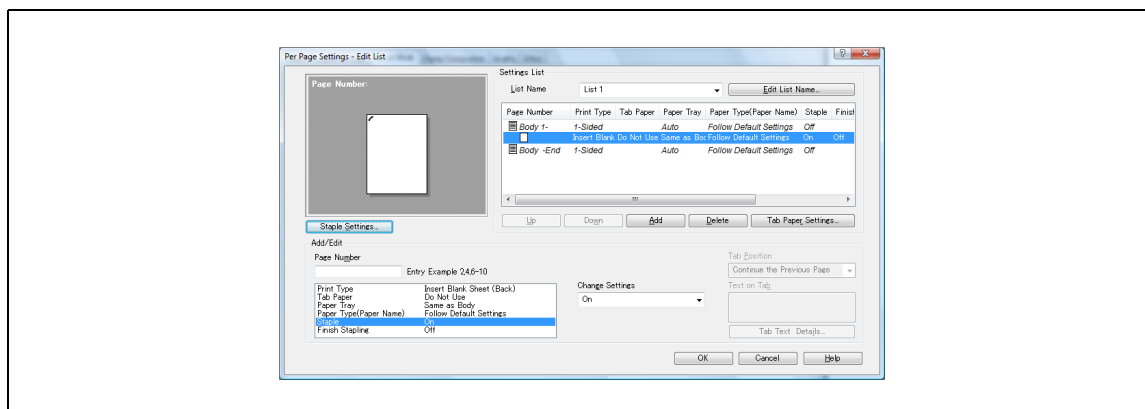 Per Page Settings - Edit List
Page Number:
Staple Settings...
Settings List
List Name List 1 Edit List Name...
Page Number Print Type Tab Paper Paper Tray Paper Type(Paper Name) Staple Finish
Body 1- 1-Sided Auto Follow Default Settings Off
Insert Blank Do Not Use Same as Bo Follow Default Settings On Off
Body -End 1-Sided Auto Follow Default Settings Off
Up Down Add Delete Tab Paper Settings...
Add/Edit
Page Number
Entry Example 2,4,6-10
Print Type Insert Blank Sheet (Back)
Tab Paper Do Not Use
Paper Tray Same as Body
Paper Type(Paper Name) Follow Default Settings
Staple On
Finish Stapling Off
Change Settings
On
Tab Position
Continue the Previous Page
Text on Tab
Tab Text Details...
OK Cancel Help